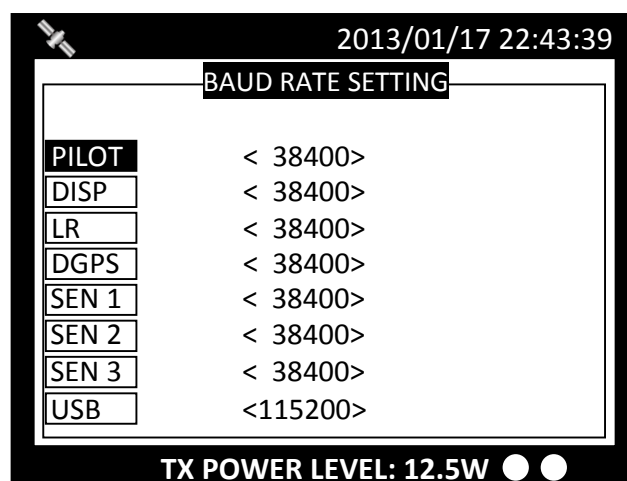 2013/01/17 22:43:39
BAUD RATE SETTING
PILOT < 38400>
DISP < 38400>
LR < 38400>
DGPS < 38400>
SEN 1 < 38400>
SEN 2 < 38400>
SEN 3 < 38400>
USB <115200>
TX POWER LEVEL: 12.5W